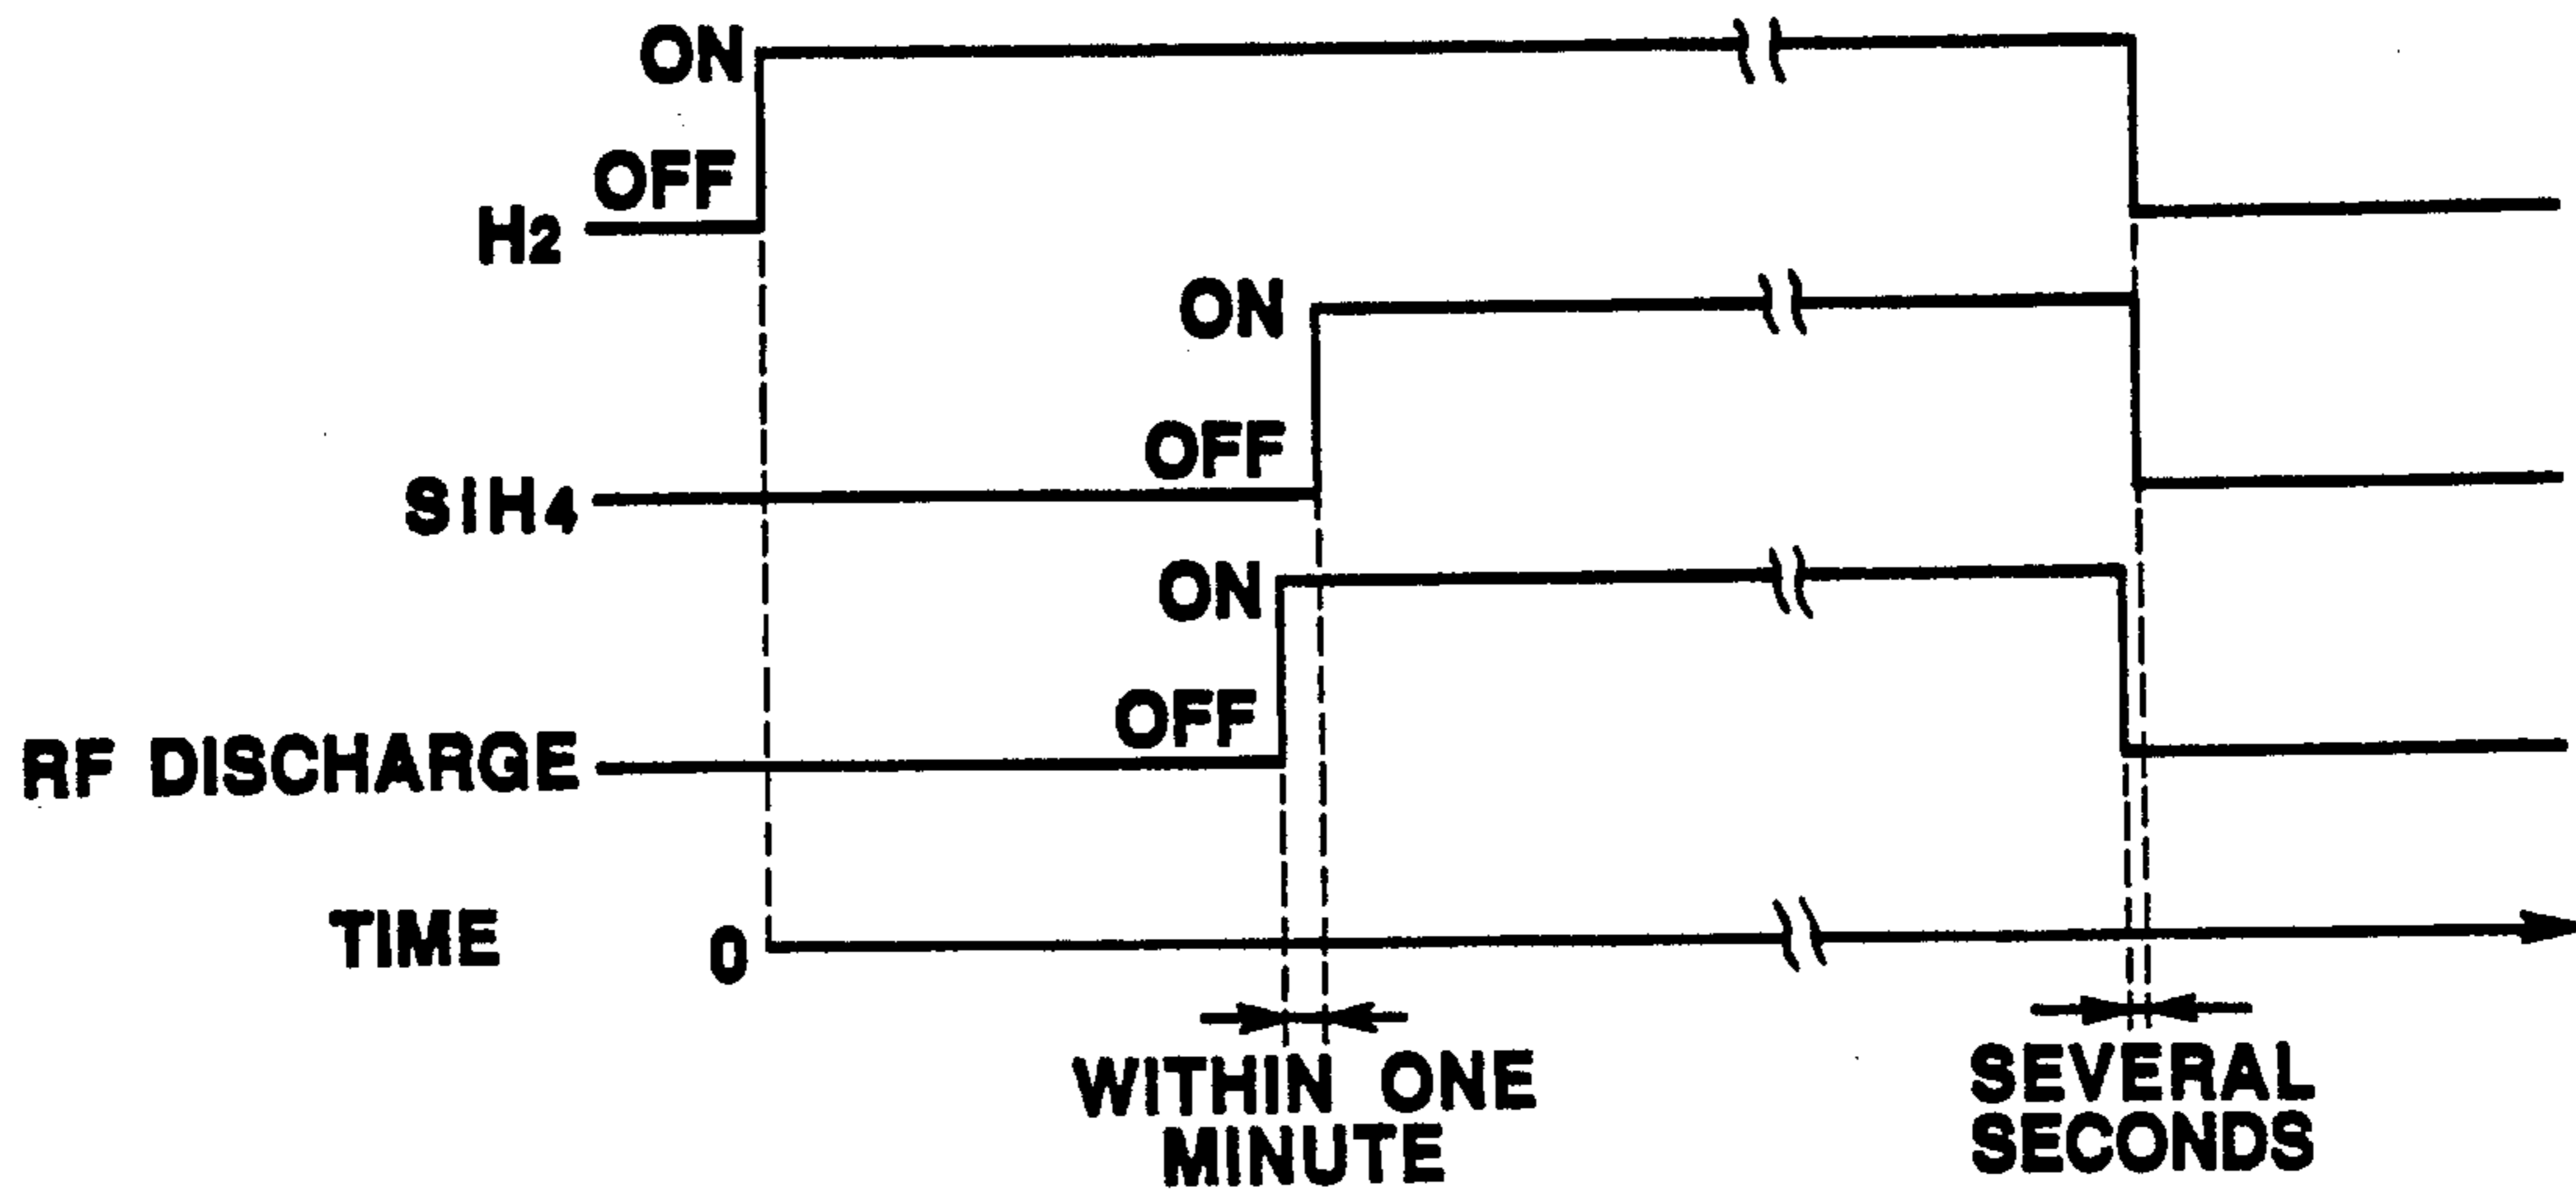 ON
OFF
H2
ON
OFF
SiH4
ON
OFF
RF DISCHARGE
TIME 0
WITHIN ONE
MINUTE
SEVERAL
SECONDS